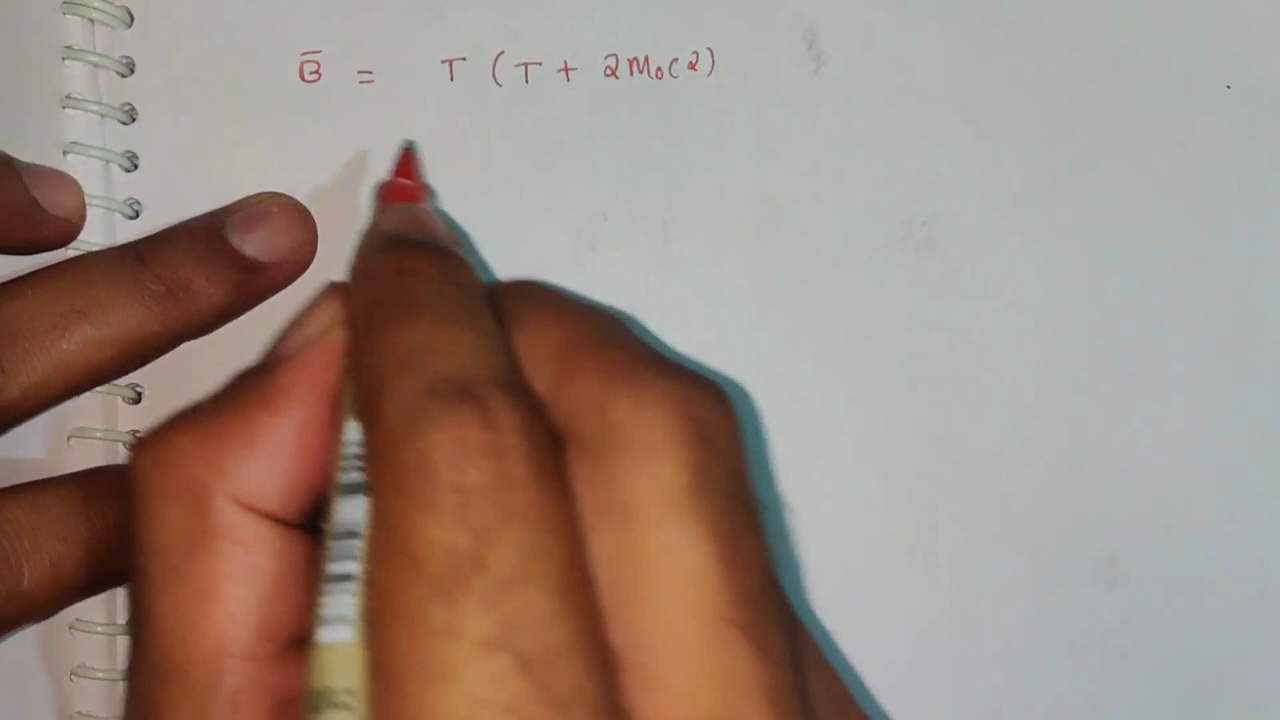 B̄ = T (T + 2m₀c2)